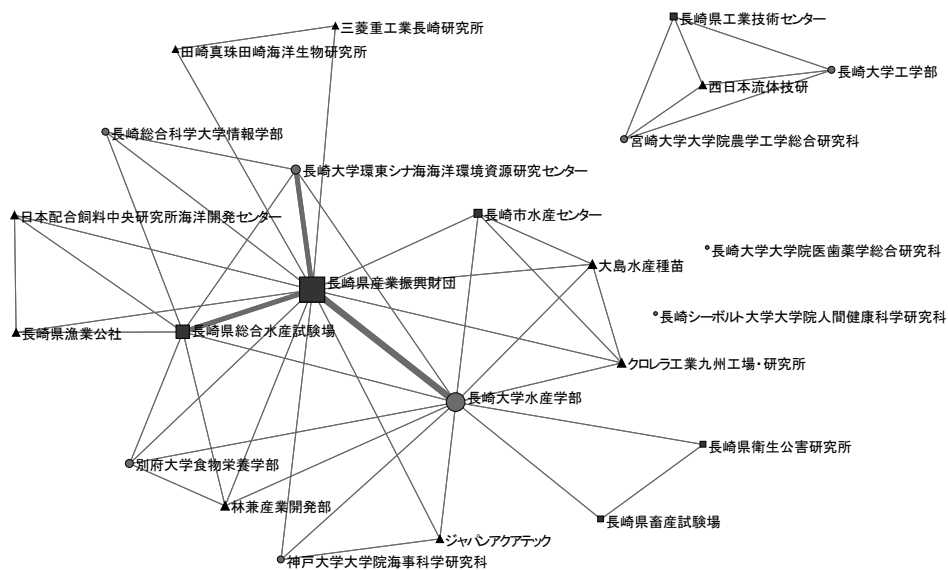 長崎県工業技術センター
三菱重工業長崎研究所
田崎真珠田崎海洋生物研究所
長崎大学工学部
西日本流体技研
長崎総合科学大学情報学部
宮崎大学大学院農学工学総合研究科
長崎大学環東シナ海海洋環境資源研究センター
日本配合飼料中央研究所海洋開発センター
長崎市水産センター
長崎大学大学院医歯薬学総合研究科
大島水産種苗
長崎県産業振興財団
長崎シーボルト大学大学院人間健康科学研究科
長崎県漁業公社
長崎県総合水産試験場
クロレラ工業九州工場・研究所
長崎大学水産学部
長崎県衛生公害研究所
別府大学食物栄養学部
林兼産業開発部
長崎県畜産試験場
ジャパンアクアテック
神戸大学大学院海事科学研究科